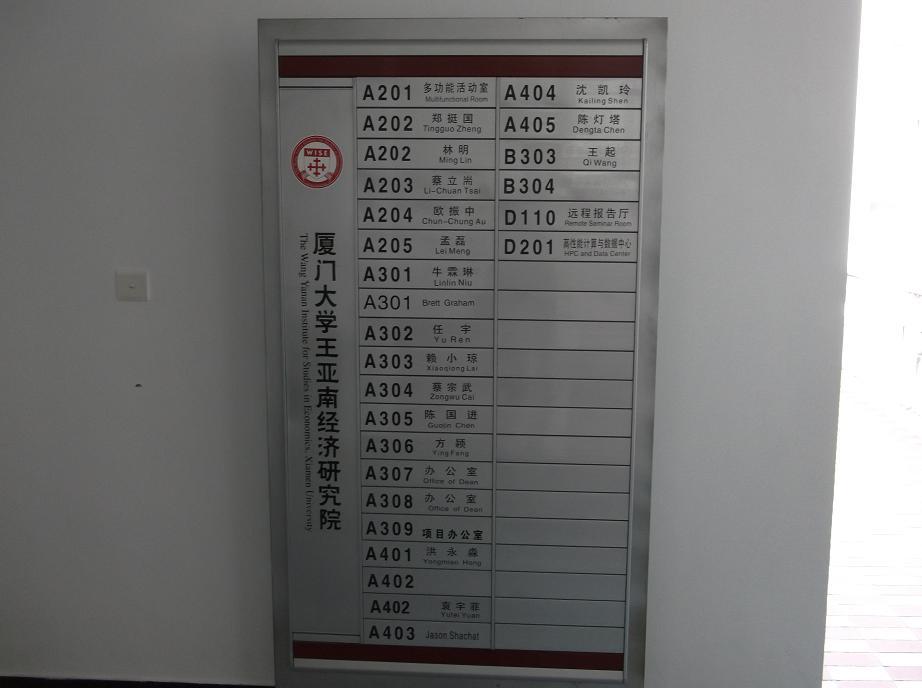 WISE
厦门大学王亚南经济研究院
The Wang Yanan Institute for Studies in Economics, Xiamen University
A201 多功能活动室
Multifunctional Room
A202 郑挺国
Tingguo Zheng
A202 林明
Ming Lin
A203 蔡立耑
Li-Chuan Tsai
A204 欧振中
Chun-Chung Au
A205 孟磊
Lei Meng
A301 牛霖琳
Linlin Niu
A301 Brett Graham
A302 任宇
Yu Ren
A303 赖小琼
Xiaoqiong Lai
A304 蔡宗武
Zongwu Cai
A305 陈国进
Guojin Chen
A306 方颖
Ying Fang
A307 办公室
Office of Dean
A308 办公室
Office of Dean
A309 项目办公室
A401 洪永淼
Yongmiao Hong
A402
A402 袁宇菲
Yufei Yuan
A403 Jason Shachat
A404 沈凯玲
Kailing Shen
A405 陈灯塔
Dengta Chen
B303 王起
Qi Wang
B304
D110 远程报告厅
Remote Seminar Room
D201 高性能计算与数据中心
HPC and Data Center